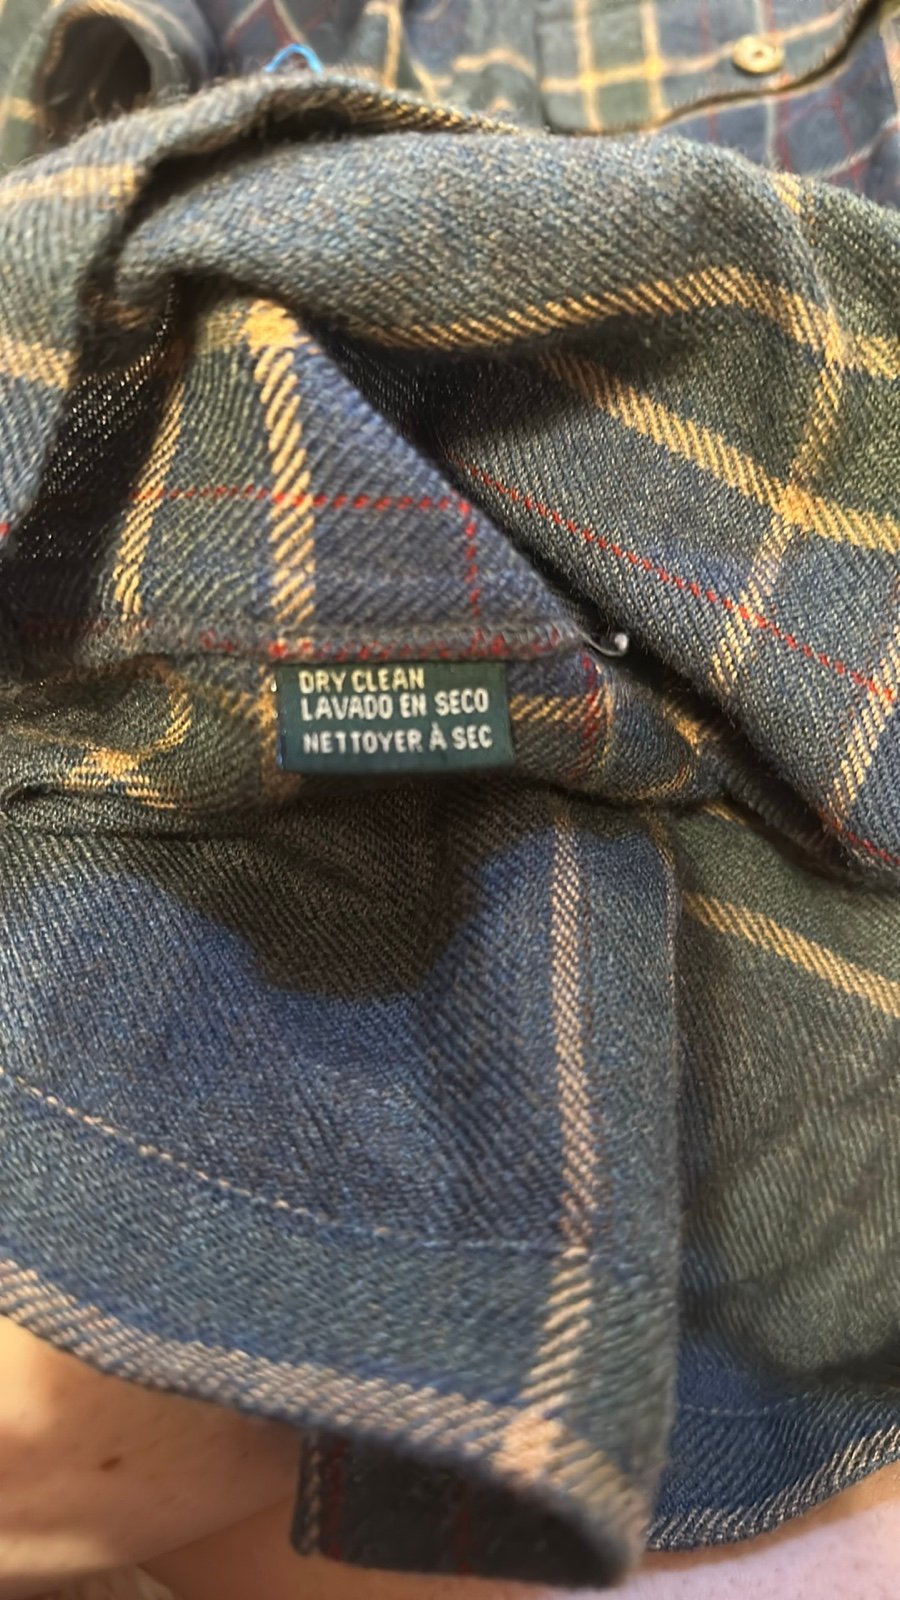 DRY CLEAN
LAVADO EN SECO
NETTOYER À SEC